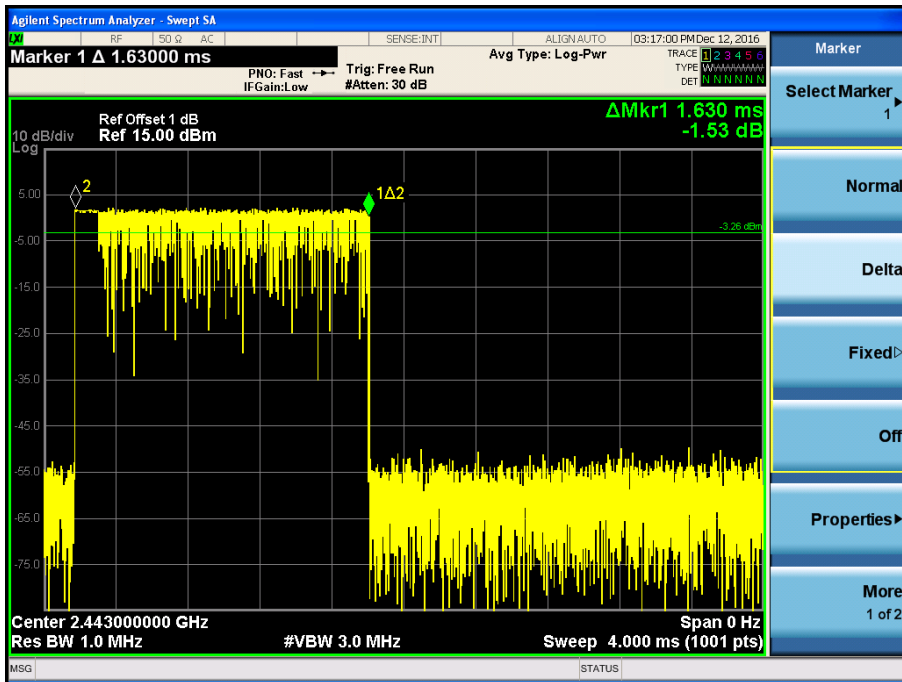 Agilent Spectrum Analyzer - Swept SA
LXI RF 50 Ω AC SENSE:INT ALIGNAUTO 03:17:00 PM Dec 12, 2016
Marker 1 Δ 1.63000 ms
PNO: Fast
IFGain:Low
Trig: Free Run
#Atten: 30 dB
Avg Type: Log-Pwr
TRACE 1 2 3 4 5 6
TYPE WWWWWW
DET N N N N N N
ΔMkr1 1.630 ms
-1.53 dB
Ref Offset 1 dB
10 dB/div Ref 15.00 dBm
Log
5.00
-5.00
-15.0
-25.0
-35.0
-45.0
-55.0
-65.0
-75.0
2
1Δ2
-3.26 dBm
Center 2.443000000 GHz Span 0 Hz
Res BW 1.0 MHz #VBW 3.0 MHz Sweep 4.000 ms (1001 pts)
MSG STATUS
Marker
Select Marker
1
Normal
Delta
Fixed
Off
Properties
More
1 of 2